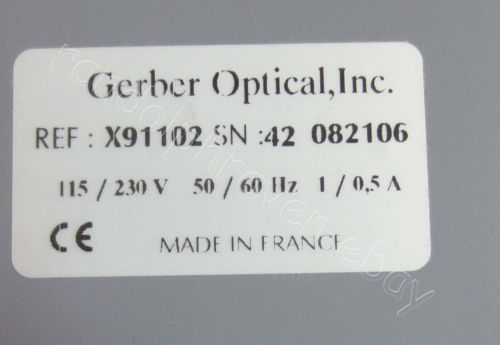 Gerber Optical,Inc.
REF : X91102 SN :42 082106
115 / 230 V 50 / 60 Hz 1 / 0,5 A
CE MADE IN FRANCE